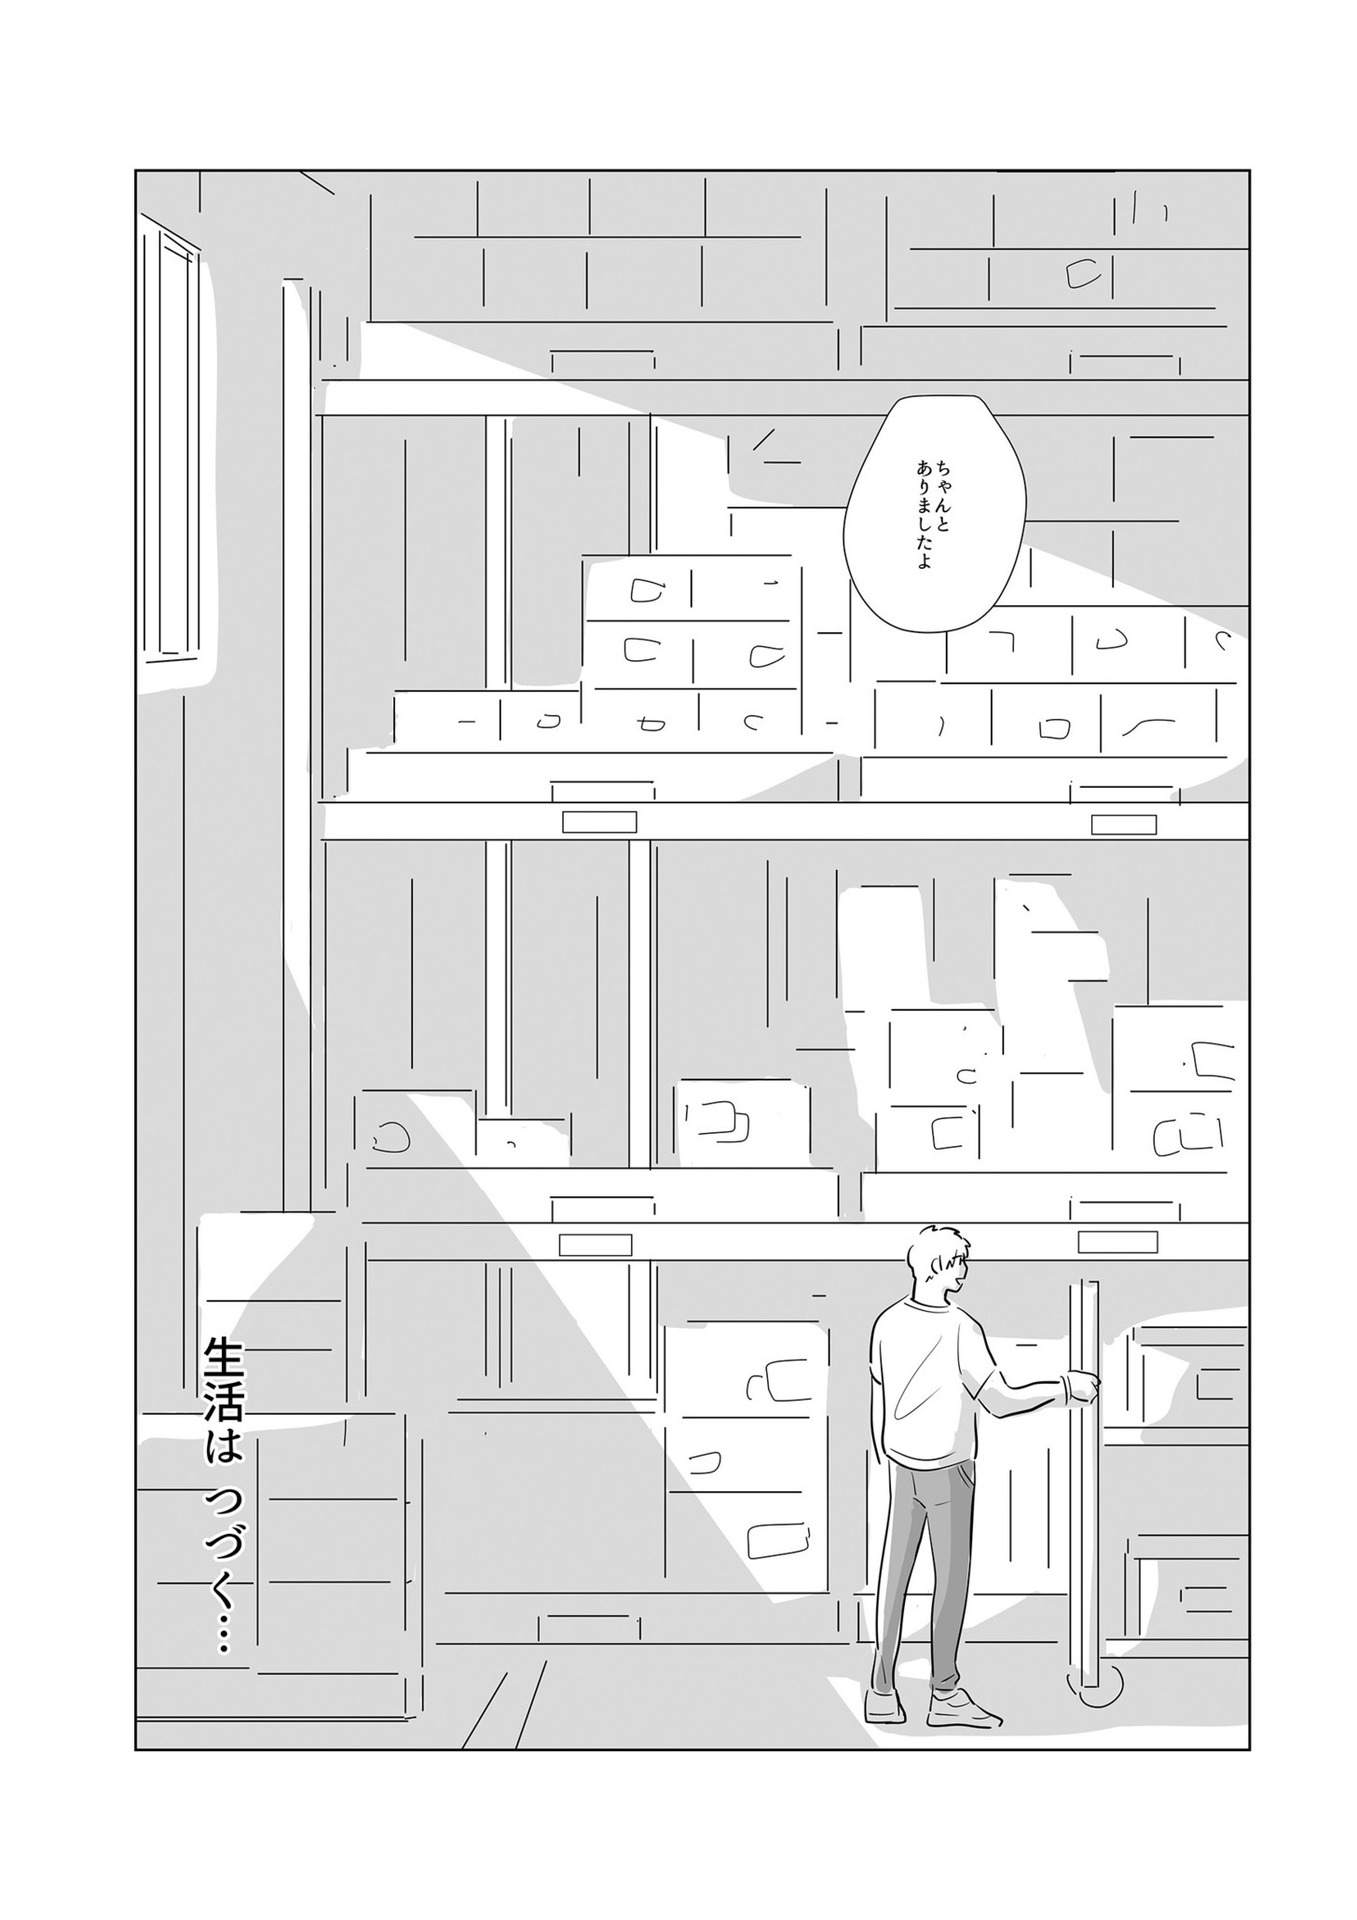 ちゃんと
ありましたよ
生活は つづく…